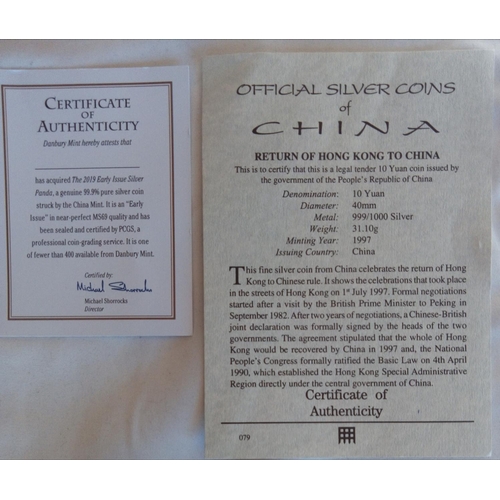 CERTIFICATE
OF
AUTHENTICITY
Danbury Mint hereby attests that
has acquired The 2019 Early Issue Silver
Panda, a genuine 99.9% pure silver coin
struck by the China Mint. It is an "Early
Issue" in near-perfect MS69 quality and has
been sealed and certified by PCGS, a
professional coin-grading service. It is one
of fewer than 400 available from Danbury Mint.
Certified by:
Michael Shorrocks
Michael Shorrocks
Director
OFFICIAL SILVER COINS
of
CHINA
RETURN OF HONG KONG TO CHINA
This is to certify that this is a legal tender 10 Yuan coin issued by
the government of the People's Republic of China
Denomination: 10 Yuan
Diameter: 40mm
Metal: 999/1000 Silver
Weight: 31.10g
Minting Year: 1997
Issuing Country: China
This fine silver coin from China celebrates the return of Hong
Kong to Chinese rule. It shows the celebrations that took place
in the streets of Hong Kong on 1st July 1997. Formal negotiations
started after a visit by the British Prime Minister to Peking in
September 1982. After two years of negotiations, a Chinese-British
joint declaration was formally signed by the heads of the two
governments. The agreement stipulated that the whole of Hong
Kong would be recovered by China in 1997 and, the National
People's Congress formally ratified the Basic Law on 4th April
1990, which established the Hong Kong Special Administrative
Region directly under the central government of China.
Certificate of
Authenticity
079